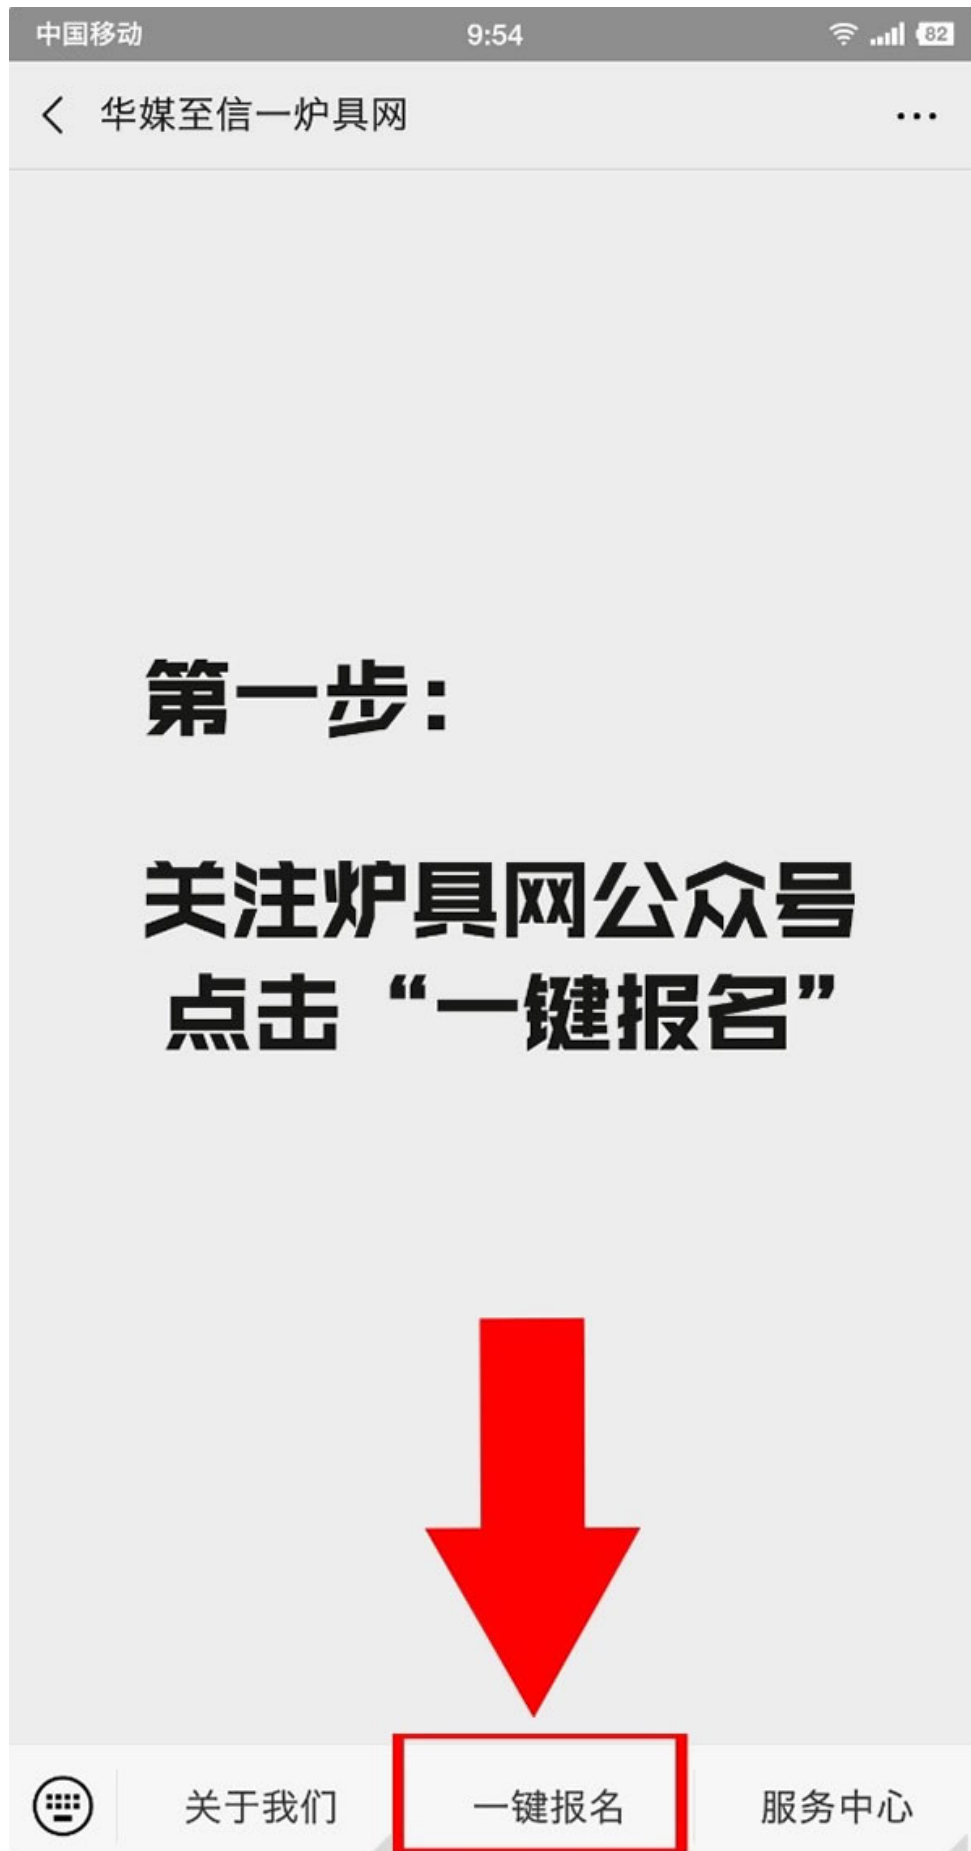 中国移动 9:54 82
华媒至信一炉具网
第一步：
关注炉具网公众号
点击“一键报名”
关于我们 一键报名 服务中心